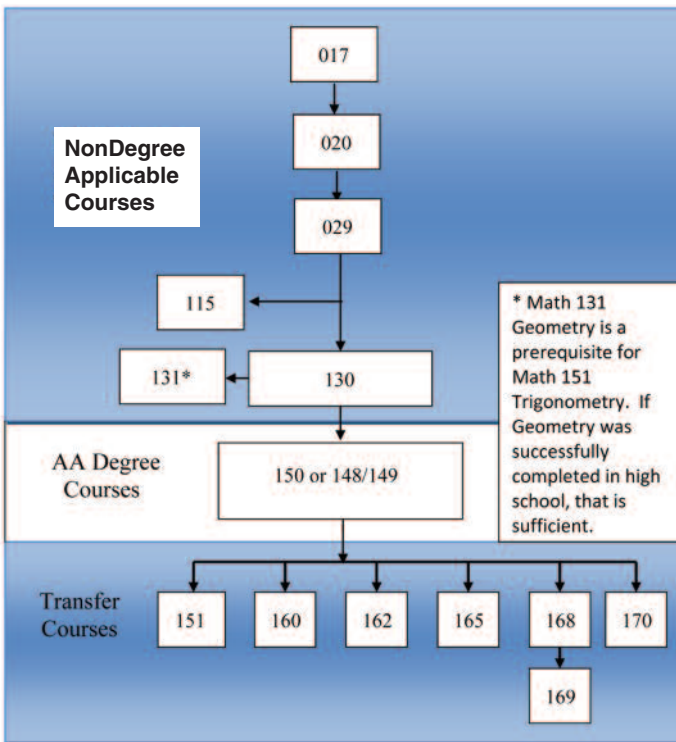 017
020
NonDegree
Applicable
Courses
029
115
* Math 131
Geometry is a
prerequisite for
Math 151
Trigonometry. If
Geometry was
successfully
completed in high
school, that is
sufficient.
131*
130
AA Degree
Courses
150 or 148/149
Transfer
Courses
151
160
162
165
168
170
169